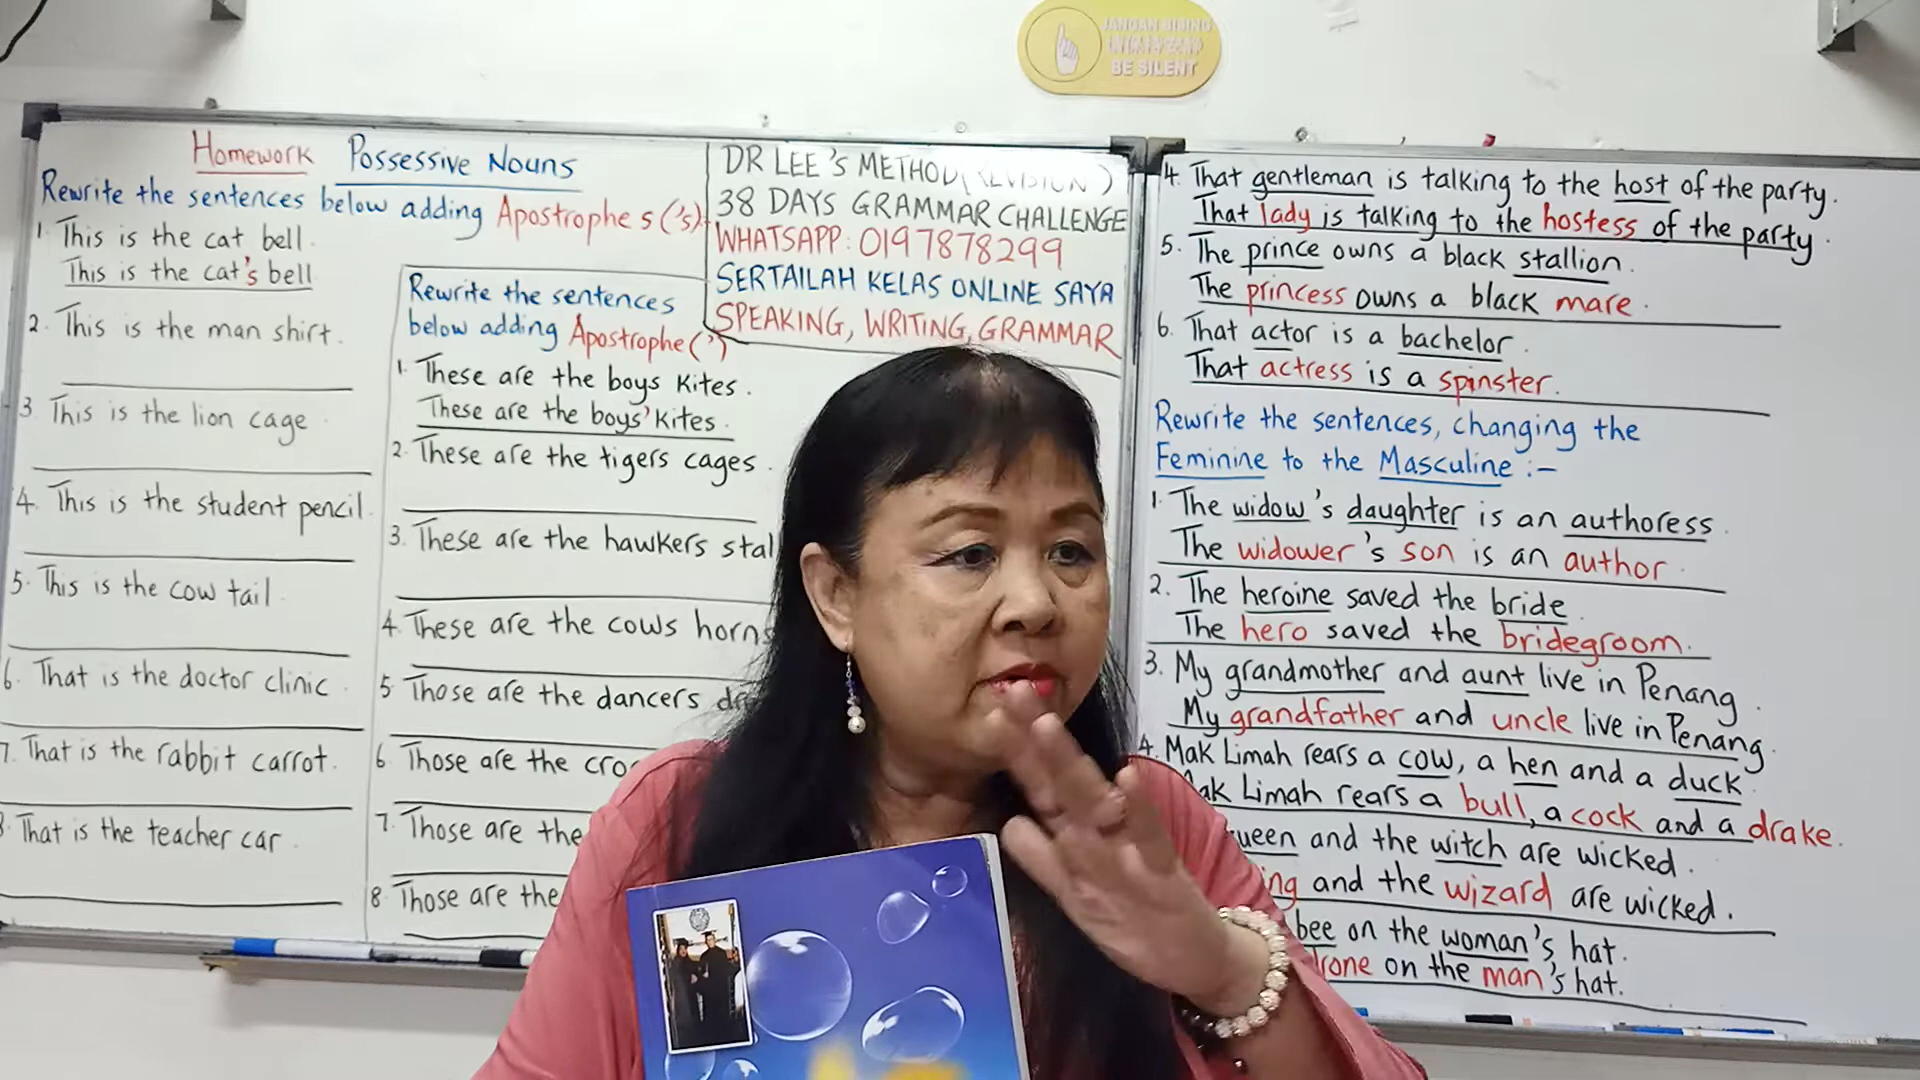 JANGAN BISING
BE SILENT
Homework Possessive Nouns
Rewrite the sentences below adding Apostrophe s ('s)
1. This is the cat bell.
This is the cat's bell
2. This is the man shirt.
3. This is the lion cage.
4. This is the student pencil.
5. This is the cow tail.
6. That is the doctor clinic.
7. That is the rabbit carrot.
8. That is the teacher car.
Rewrite the sentences
below adding Apostrophe (')
1. These are the boys kites.
These are the boys' kites.
2. These are the tigers cages.
3. These are the hawkers stal
4. These are the cows horns
5. Those are the dancers
6. Those are the cro
7. Those are the
8. Those are the
DR LEE'S METHOD (REVISION)
38 DAYS GRAMMAR CHALLENGE
WHATSAPP: 0197878299
SERTAILAH KELAS ONLINE SAYA
SPEAKING, WRITING, GRAMMAR
4. That gentleman is talking to the host of the party.
That lady is talking to the hostess of the party.
5. The prince owns a black stallion.
The princess owns a black mare.
6. That actor is a bachelor.
That actress is a spinster.
Rewrite the sentences, changing the
Feminine to the Masculine :-
1. The widow's daughter is an authoress.
The widower's son is an author.
2. The heroine saved the bride.
The hero saved the bridegroom.
3. My grandmother and aunt live in Penang.
My grandfather and uncle live in Penang.
4. Mak Limah rears a cow, a hen and a duck.
ak Limah rears a bull, a cock and a drake.
ueen and the witch are wicked.
ing and the wizard are wicked.
bee on the woman's hat.
drone on the man's hat.